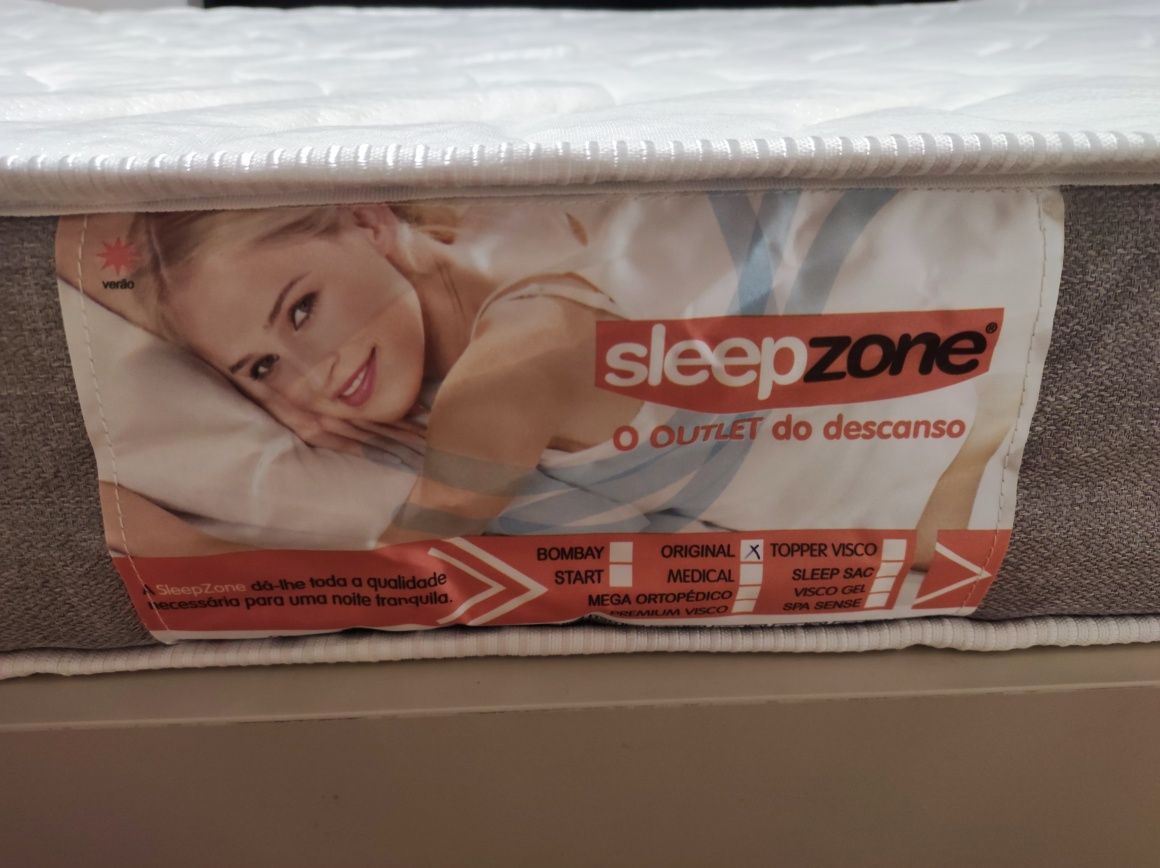 verão
sleepzone®
O OUTLET do descanso
A SleepZone dá-lhe toda a qualidade
necessária para uma noite tranquila.
BOMBAY
START
ORIGINAL X
MEDICAL
MEGA ORTOPÉDICO
PREMIUM VISCO
TOPPER VISCO
SLEEP SAC
VISCO GEL
SPA SENSE